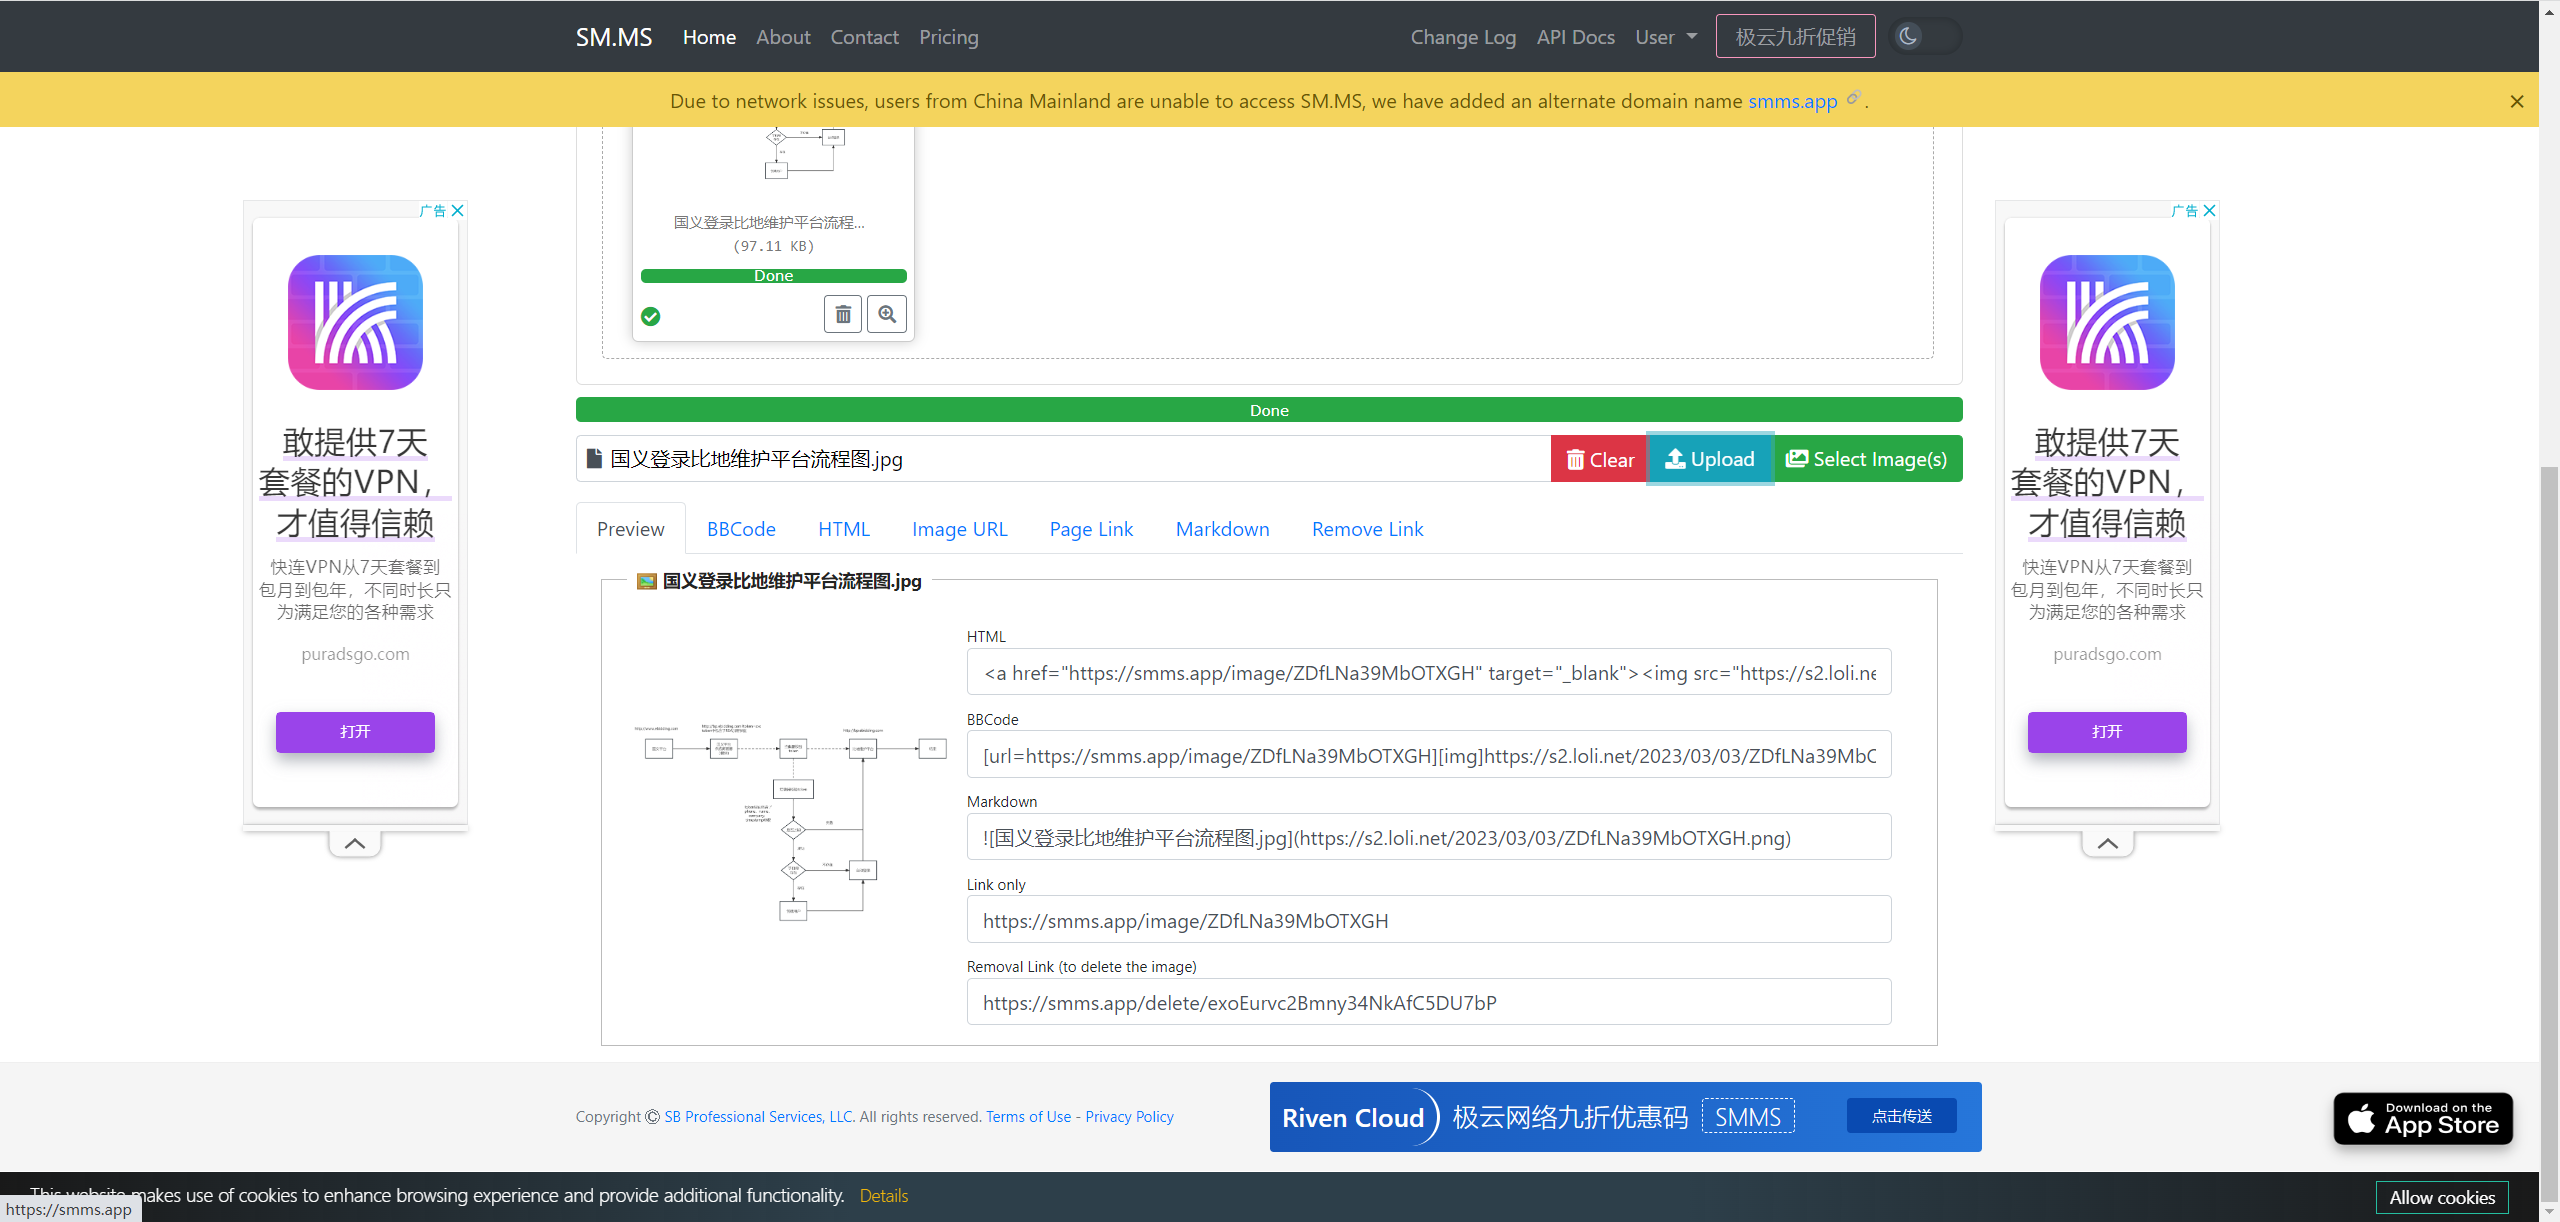 SM.MS
Home
About
Contact
Pricing
Change Log
API Docs
User
极云九折促销
Due to network issues, users from China Mainland are unable to access SM.MS, we have added an alternate domain name smms.app .
国义登录比地维护平台流程...
(97.11 KB)
Done
Done
国义登录比地维护平台流程图.jpg
Clear
Upload
Select Image(s)
Preview
BBCode
HTML
Image URL
Page Link
Markdown
Remove Link
国义登录比地维护平台流程图.jpg
HTML
<a href="https://smms.app/image/ZDfLNa39MbOTXGH" target="_blank"><img src="https://s2.loli.ne
BBCode
[url=https://smms.app/image/ZDfLNa39MbOTXGH][img]https://s2.loli.net/2023/03/03/ZDfLNa39MbO
Markdown
![国义登录比地维护平台流程图.jpg](https://s2.loli.net/2023/03/03/ZDfLNa39MbOTXGH.png)
Link only
https://smms.app/image/ZDfLNa39MbOTXGH
Removal Link (to delete the image)
https://smms.app/delete/exoEurvc2Bmny34NkAfC5DU7bP
广告
敢提供7天
套餐的VPN，
才值得信赖
快连VPN从7天套餐到
包月到包年，不同时长只
为满足您的各种需求
puradsgo.com
打开
广告
敢提供7天
套餐的VPN，
才值得信赖
快连VPN从7天套餐到
包月到包年，不同时长只
为满足您的各种需求
puradsgo.com
打开
Copyright © SB Professional Services, LLC. All rights reserved. Terms of Use - Privacy Policy
Riven Cloud
极云网络九折优惠码
SMMS
点击传送
Download on the
App Store
This website makes use of cookies to enhance browsing experience and provide additional functionality. Details
Allow cookies
https://smms.app